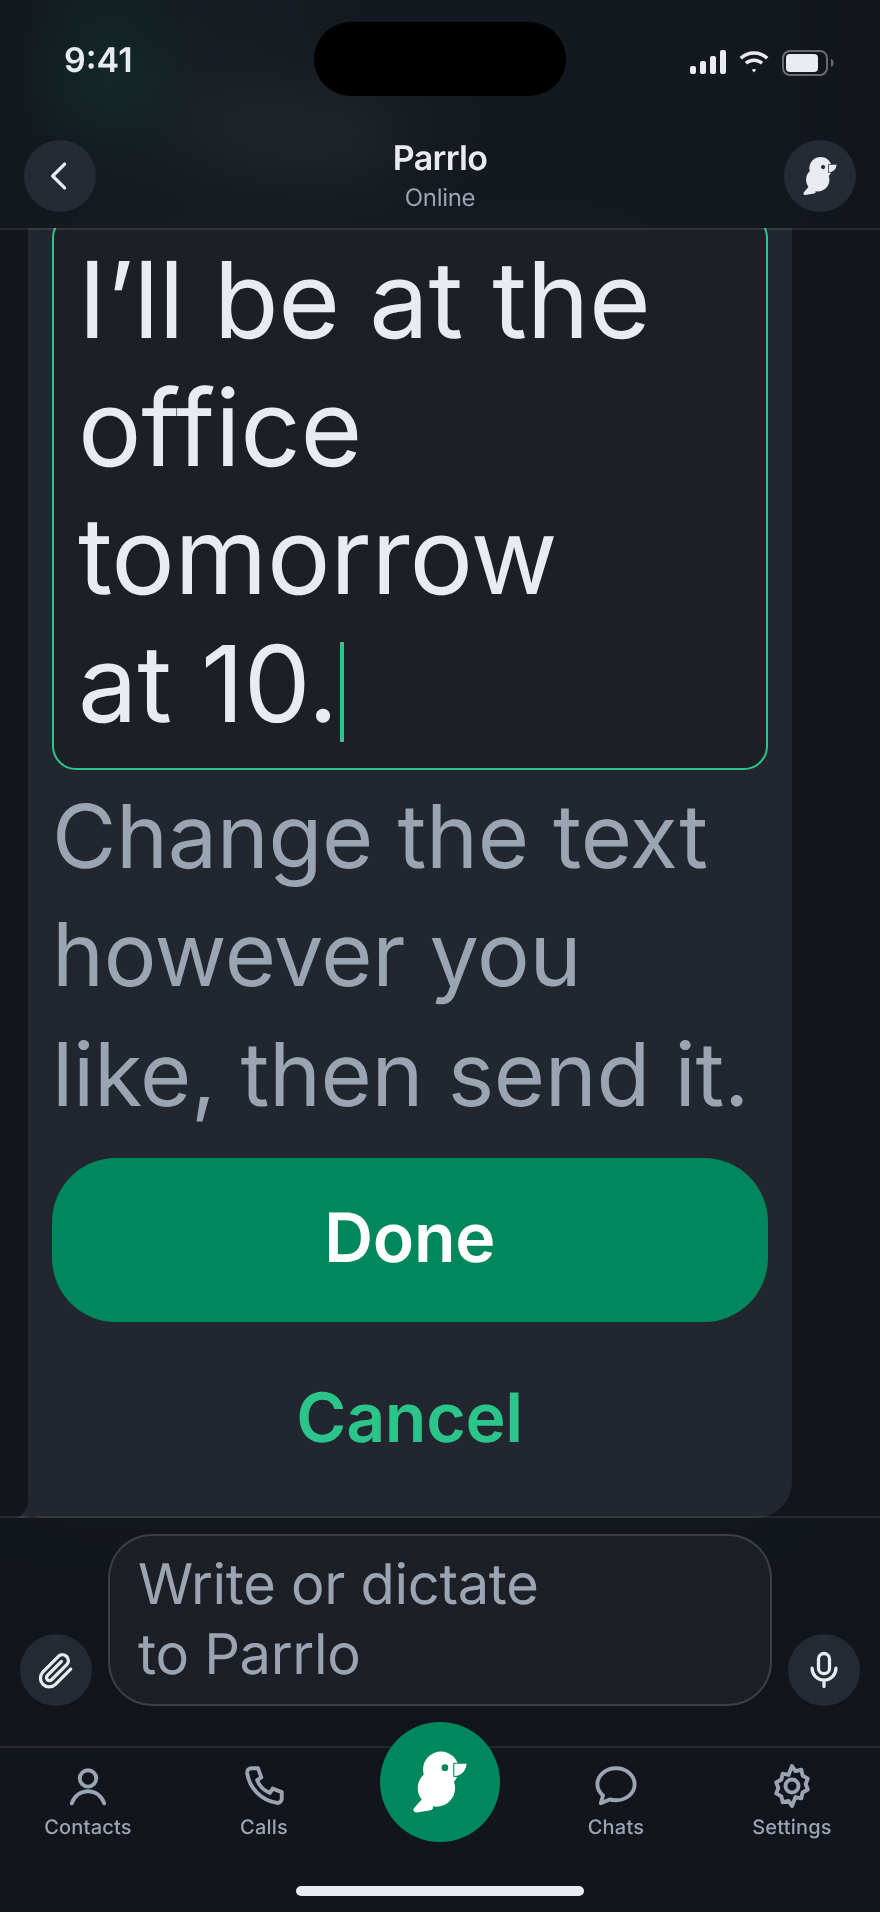 9:41
Parrlo
Online
I’ll be at the
office
tomorrow
at 10.
Change the text
however you
like, then send it.
Done
Cancel
Write or dictate
to Parrlo
Contacts
Calls
Chats
Settings